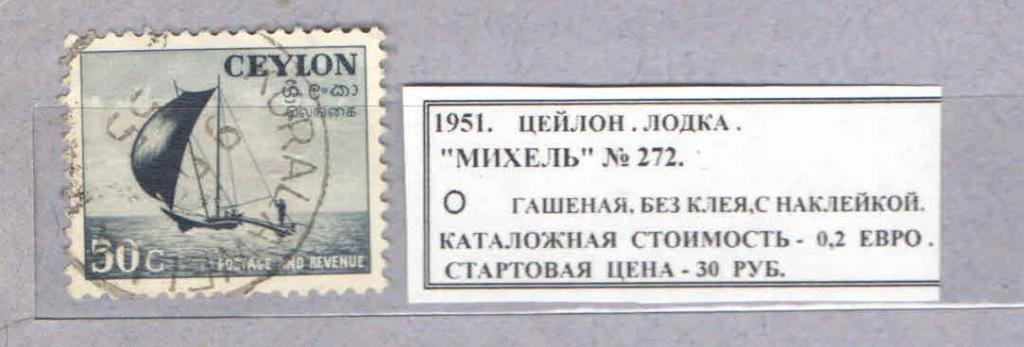 CEYLON
ශ්‍රී ලංකා
இலங்கை
50 C
POSTAGE AND REVENUE
1951. ЦЕЙЛОН . ЛОДКА .
"МИХЕЛЬ" № 272.
О ГАШЕНАЯ, БЕЗ КЛЕЯ,С НАКЛЕЙКОЙ.
КАТАЛОЖНАЯ СТОИМОСТЬ - 0,2 ЕВРО .
СТАРТОВАЯ ЦЕНА - 30 РУБ.